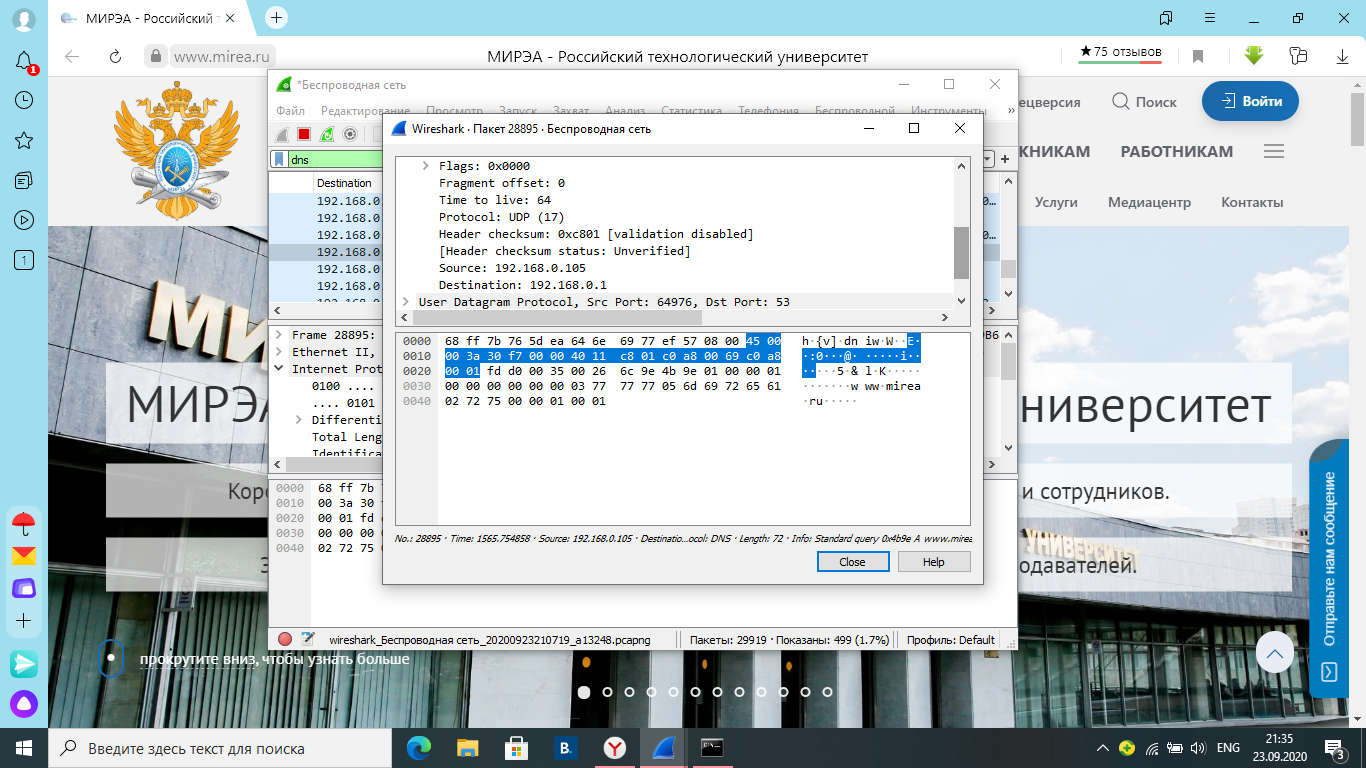 МИРЭА - Российский т
www.mirea.ru
МИРЭА - Российский технологический университет
★75 отзывов
1
1
ецверсия
Поиск
Войти
КНИКАМ
РАБОТНИКАМ
Услуги
Медиацентр
Контакты
*Беспроводная сеть
Файл Редактирование Просмотр Запуск Захват Анализ Статистика Телефония Беспроводной Инструменты »
dns
Destination
192.168.0
192.168.0
192.168.0
192.168.0
192.168.0
192.168.0
Frame 28895:
Ethernet II,
Internet Prot
0100 ....
.... 0101
Differenti
Total Leng
Identifica
0000 68 ff 7b 7
0010 00 3a 30 f
0020 00 01 fd
0030 00 00 00 0
0040 02 72 75
wireshark_Беспроводная сеть_20200923210719_a13248.pcapng
Пакеты: 29919 · Показаны: 499 (1.7%)
Профиль: Default
Wireshark · Пакет 28895 · Беспроводная сеть
Flags: 0x0000
Fragment offset: 0
Time to live: 64
Protocol: UDP (17)
Header checksum: 0xc801 [validation disabled]
[Header checksum status: Unverified]
Source: 192.168.0.105
Destination: 192.168.0.1
User Datagram Protocol, Src Port: 64976, Dst Port: 53
0000 68 ff 7b 76 5d ea 64 6e 69 77 ef 57 08 00 45 00 h·{v]·dn iw·W··E·
0010 00 3a 30 f7 00 00 40 11 c8 01 c0 a8 00 69 c0 a8 ·:0···@· ·····i··
0020 00 01 fd d0 00 35 00 26 6c 9e 4b 9e 01 00 00 01 ·····5·& l·K·····
0030 00 00 00 00 00 00 03 77 77 77 05 6d 69 72 65 61 ·······w ww·mirea
0040 02 72 75 00 00 01 00 01 ·ru·····
No.: 28895 · Time: 1565.754858 · Source: 192.168.0.105 · Destinatio...ocol: DNS · Length: 72 · Info: Standard query 0x4b9e A www.mirea
Close
Help
МИРЭА
ниверситет
Кор
и сотрудников.
одавателей.
УНИВЕРСИТЕТ
прокрутите вниз, чтобы узнать больше
Отправьте нам сообщение
Введите здесь текст для поиска
B.
Y
ENG
21:35
23.09.2020
3